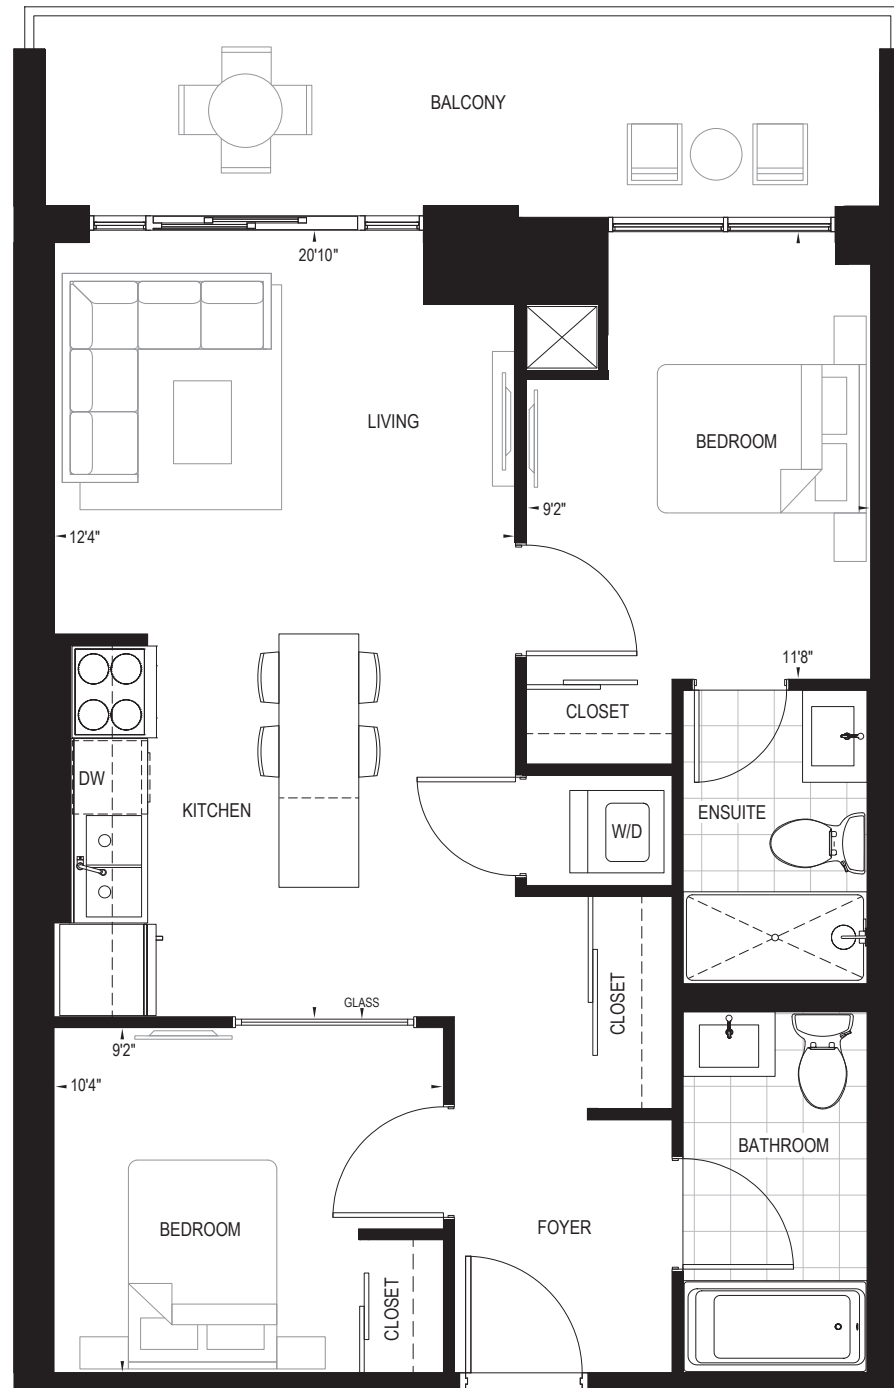 BALCONY
20'10"
LIVING
BEDROOM
12'4"
9'2"
11'8"
CLOSET
DW
KITCHEN
W/D
ENSUITE
CLOSET
GLASS
9'2"
10'4"
BATHROOM
BEDROOM
FOYER
CLOSET